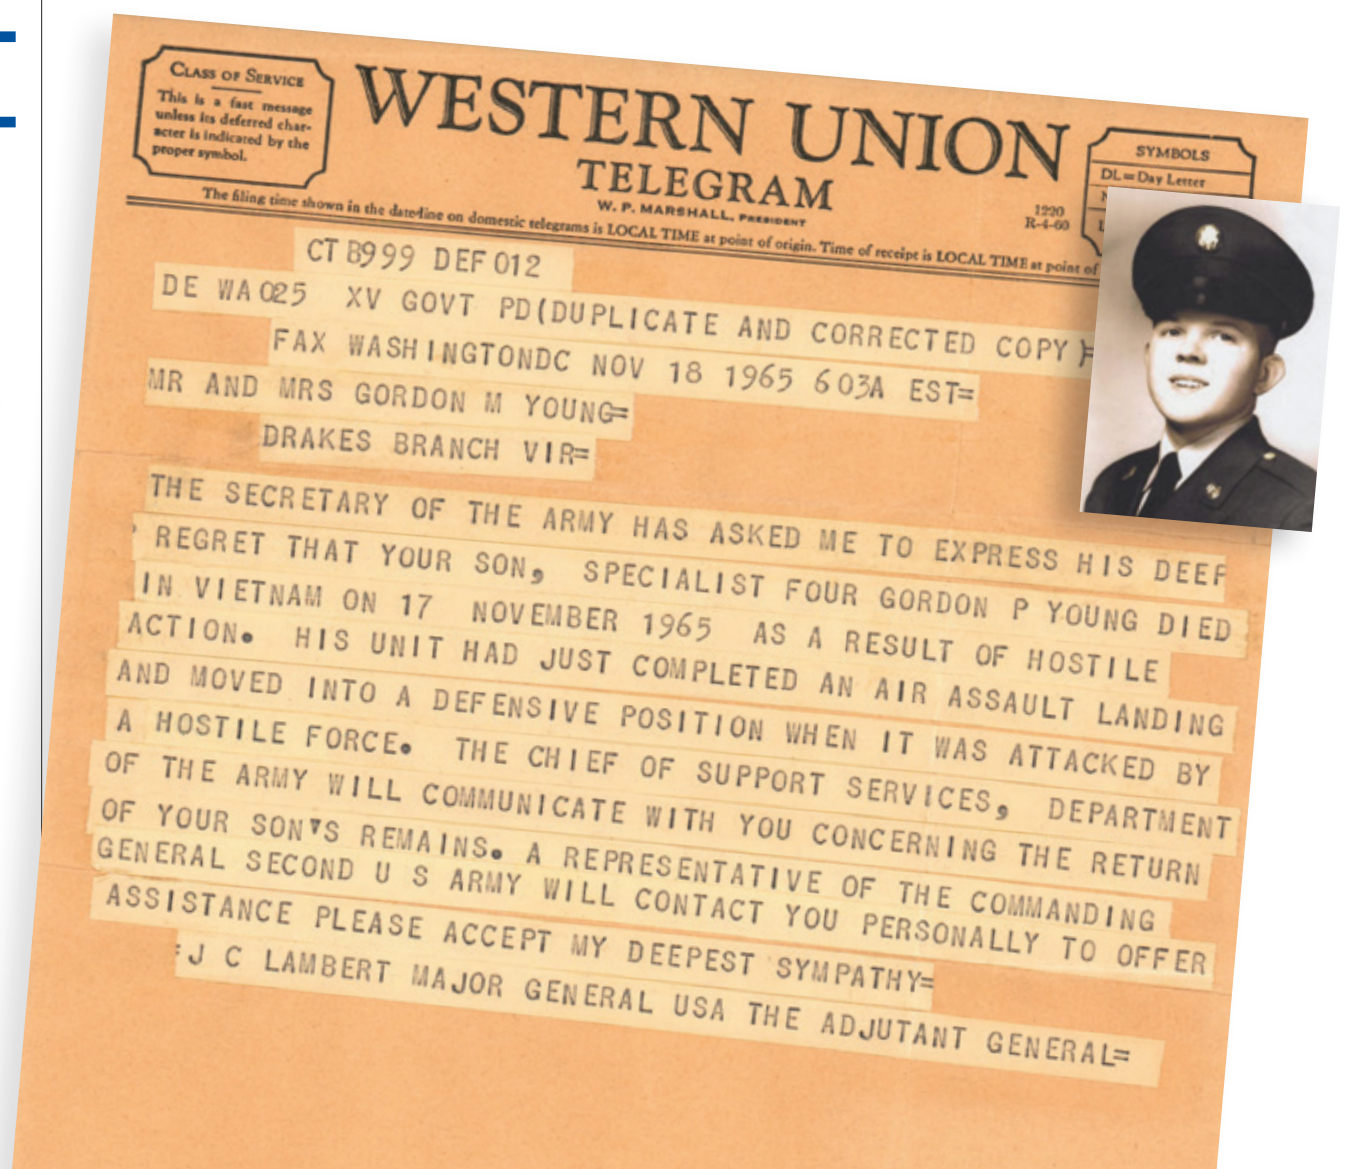 CLASS OF SERVICE
This is a fast message
unless its deferred char-
acter is indicated by the
proper symbol.
WESTERN UNION
TELEGRAM
W. P. MARSHALL, PRESIDENT
1220
R-4-60
SYMBOLS
DL=Day Letter
The filing time shown in the date line on domestic telegrams is LOCAL TIME at point of origin. Time of receipt is LOCAL TIME at point of
CTB999 DEF012
DE WA025 XV GOVT PD(DUPLICATE AND CORRECTED COPY)=
FAX WASHINGTONDC NOV 18 1965 603A EST=
MR AND MRS GORDON M YOUNG=
DRAKES BRANCH VIR=
THE SECRETARY OF THE ARMY HAS ASKED ME TO EXPRESS HIS DEEP
REGRET THAT YOUR SON, SPECIALIST FOUR GORDON P YOUNG DIED
IN VIETNAM ON 17 NOVEMBER 1965 AS A RESULT OF HOSTILE
ACTION. HIS UNIT HAD JUST COMPLETED AN AIR ASSAULT LANDING
AND MOVED INTO A DEFENSIVE POSITION WHEN IT WAS ATTACKED BY
A HOSTILE FORCE. THE CHIEF OF SUPPORT SERVICES, DEPARTMENT
OF THE ARMY WILL COMMUNICATE WITH YOU CONCERNING THE RETURN
OF YOUR SON'S REMAINS. A REPRESENTATIVE OF THE COMMANDING
GENERAL SECOND U S ARMY WILL CONTACT YOU PERSONALLY TO OFFER
ASSISTANCE PLEASE ACCEPT MY DEEPEST SYMPATHY=
=J C LAMBERT MAJOR GENERAL USA THE ADJUTANT GENERAL=